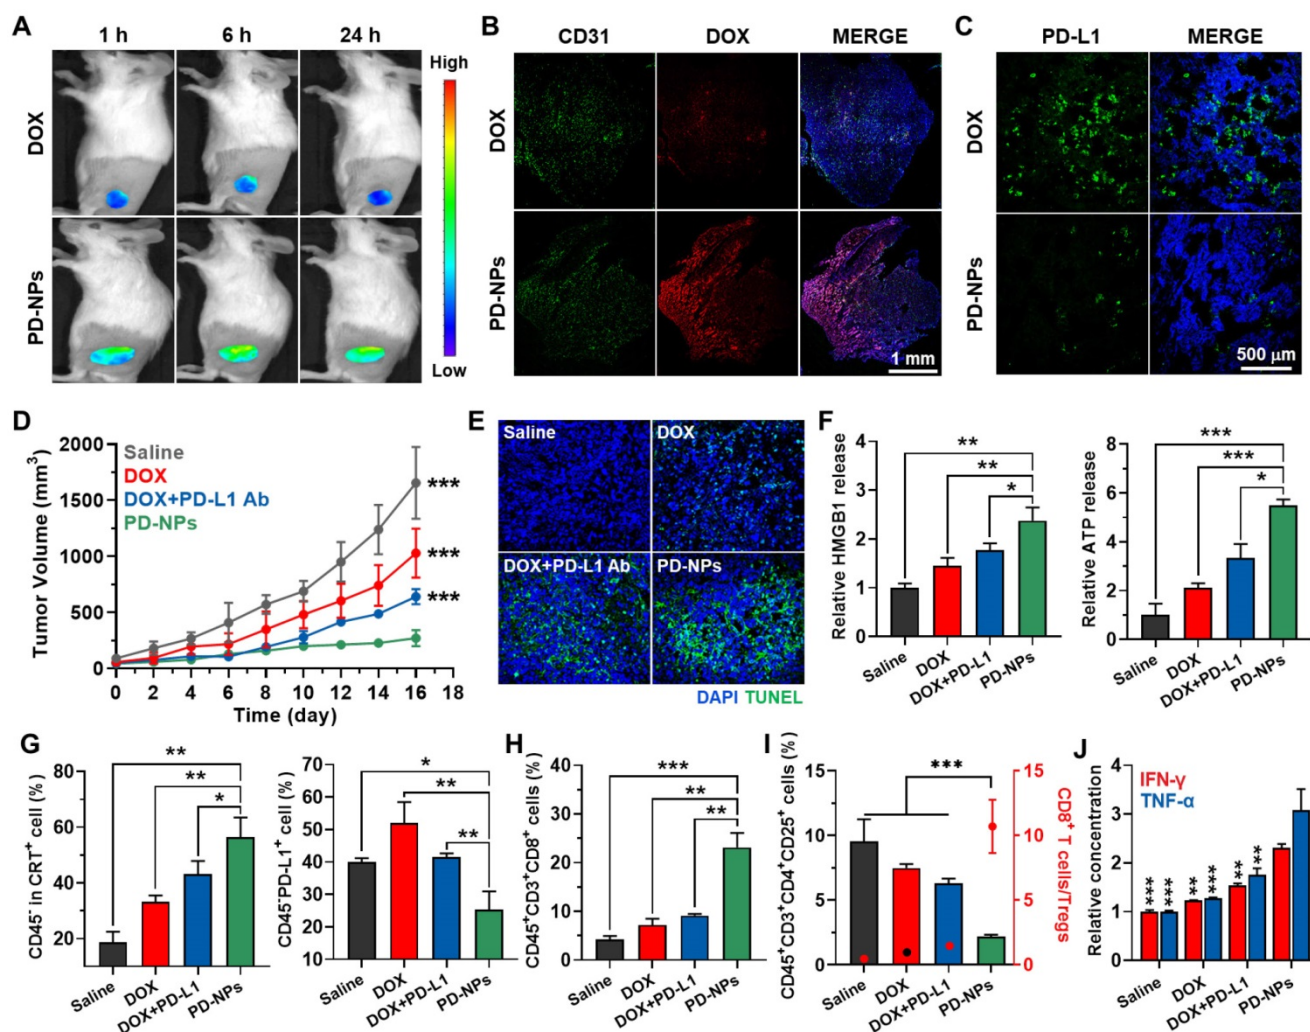 A
1 h
6 h
24 h
DOX
PD-NPs
High
Low
B
CD31
DOX
MERGE
DOX
PD-NPs
1 mm
C
PD-L1
MERGE
DOX
PD-NPs
500 μm
D
Tumor Volume (mm³)
2000
1500
1000
500
0
Saline
DOX
DOX+PD-L1 Ab
PD-NPs
***
***
***
0 2 4 6 8 10 12 14 16 18
Time (day)
E
Saline
DOX
DOX+PD-L1 Ab
PD-NPs
DAPI TUNEL
F
Relative HMGB1 release
4
3
2
1
0
**
**
*
Saline
DOX
DOX+PD-L1
PD-NPs
Relative ATP release
8
6
4
2
0
***
***
*
Saline
DOX
DOX+PD-L1
PD-NPs
G
CD45⁻ in CRT⁺ cell (%)
80
60
40
20
**
**
*
Saline
DOX
DOX+PD-L1
PD-NPs
CD45⁻PD-L1⁺ cell (%)
70
60
50
40
30
20
10
*
**
**
Saline
DOX
DOX+PD-L1
PD-NPs
H
CD45⁺CD3⁺CD8⁺ cells (%)
40
30
20
10
0
***
**
**
Saline
DOX
DOX+PD-L1
PD-NPs
I
CD45⁺CD3⁺CD4⁺CD25⁺ cells (%)
15
10
5
0
***
15
10
5
0
CD8⁺ T cells/Tregs
Saline
DOX
DOX+PD-L1
PD-NPs
J
Relative concentration
4
3
2
1
0
IFN-γ
TNF-α
***
***
**
***
**
**
Saline
DOX
DOX+PD-L1
PD-NPs